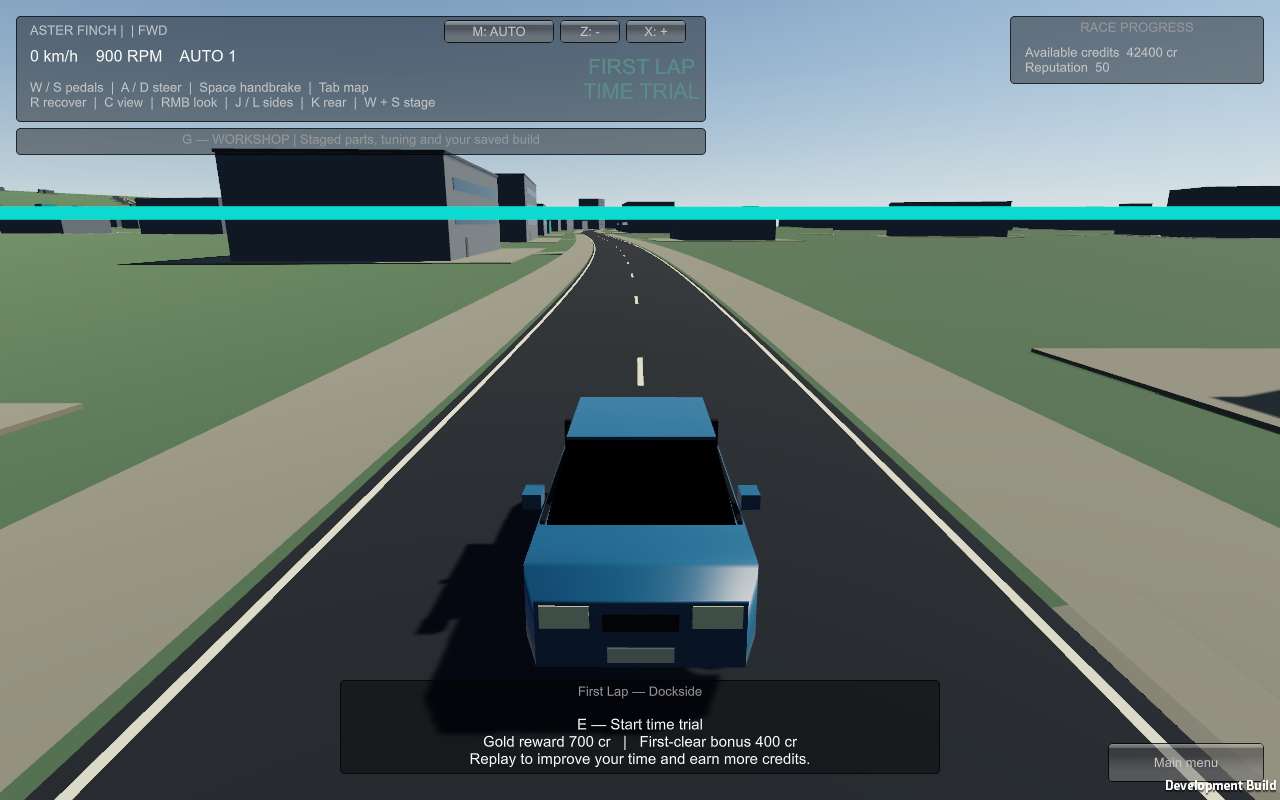 ASTER FINCH | | FWD
M: AUTO
Z: -
X: +
0 km/h 900 RPM AUTO 1
W / S pedals | A / D steer | Space handbrake | Tab map
R recover | C view | RMB look | J / L sides | K rear | W + S stage
FIRST LAP
TIME TRIAL
G — WORKSHOP | Staged parts, tuning and your saved build
RACE PROGRESS
Available credits 42400 cr
Reputation 50
First Lap — Dockside
E — Start time trial
Gold reward 700 cr | First-clear bonus 400 cr
Replay to improve your time and earn more credits.
Main menu
Development Build